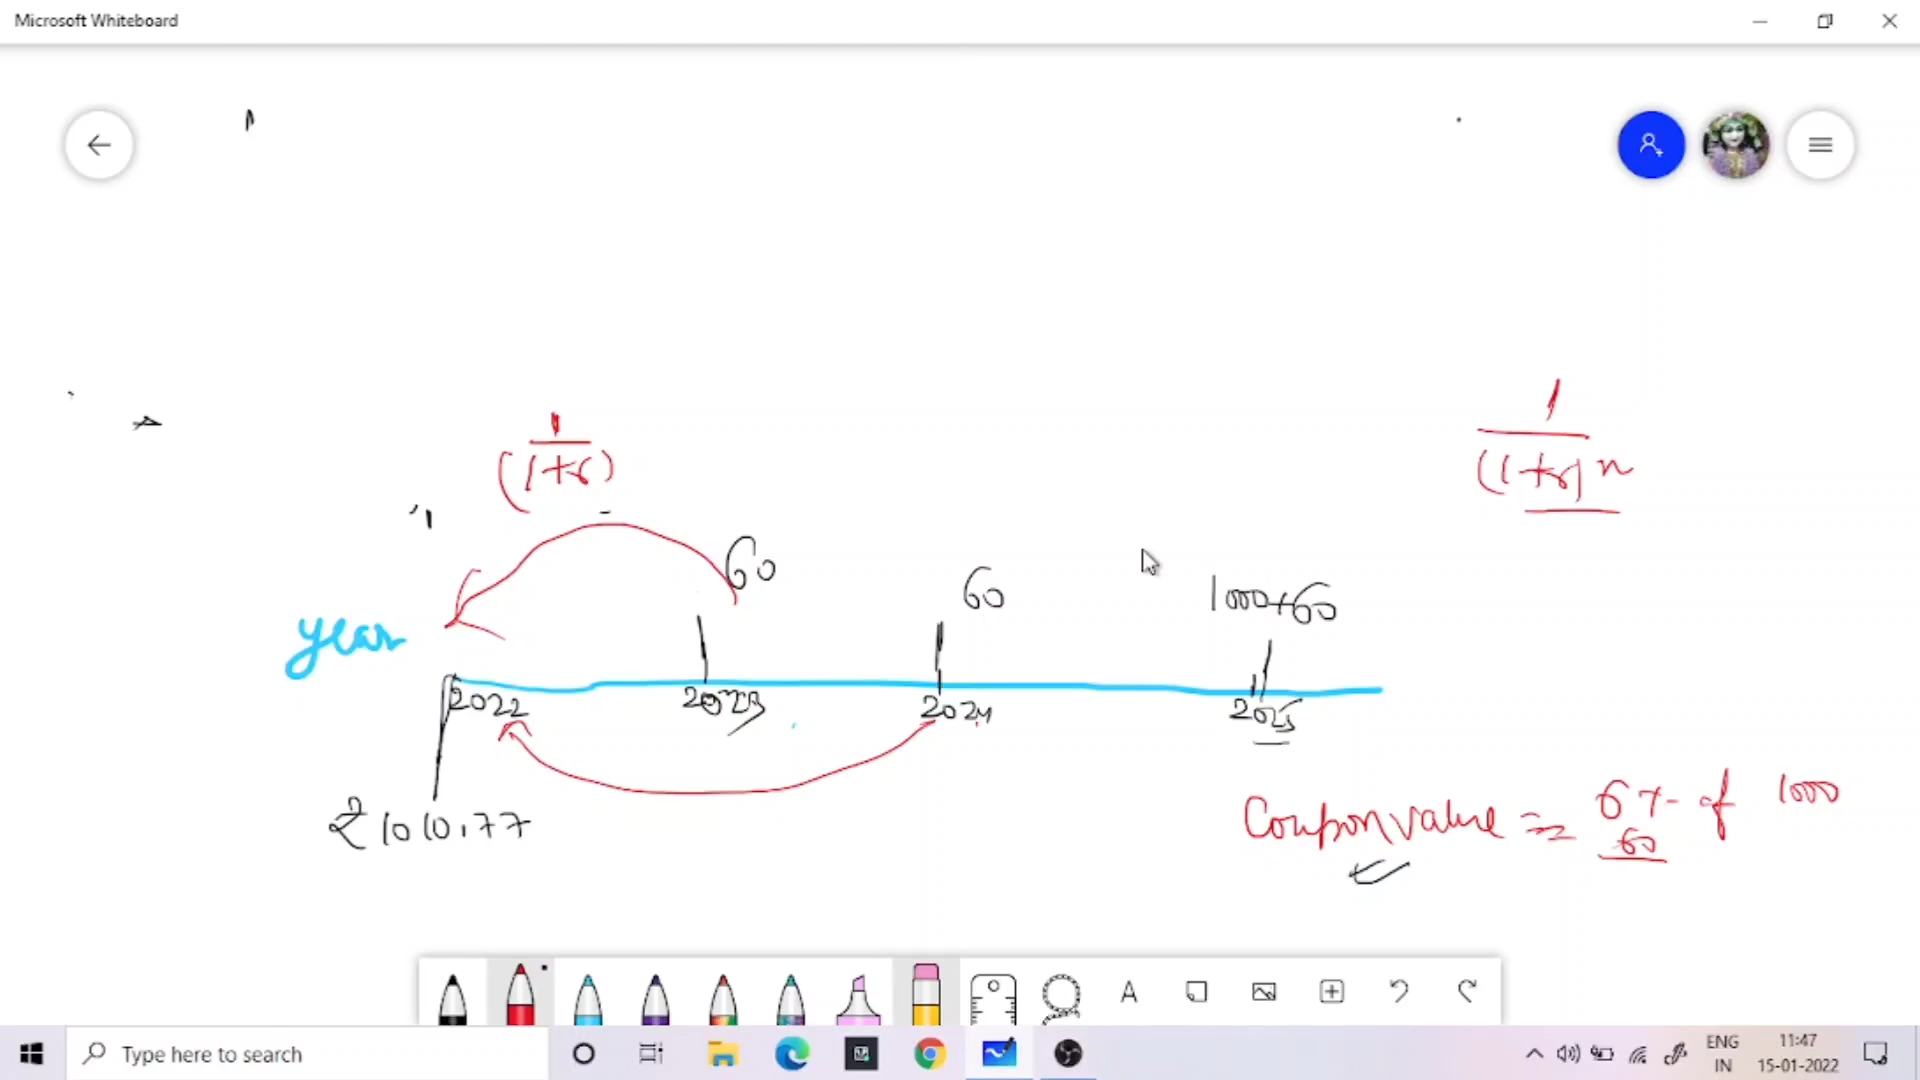 Microsoft Whiteboard
1
(1+r)
1
(1+r)n
60
60
1000+60
year
2022
2023
2024
2025
₹1010.77
Coupon value = 6% of 1000
60
A
Type here to search
ENG
IN
11:47
15-01-2022